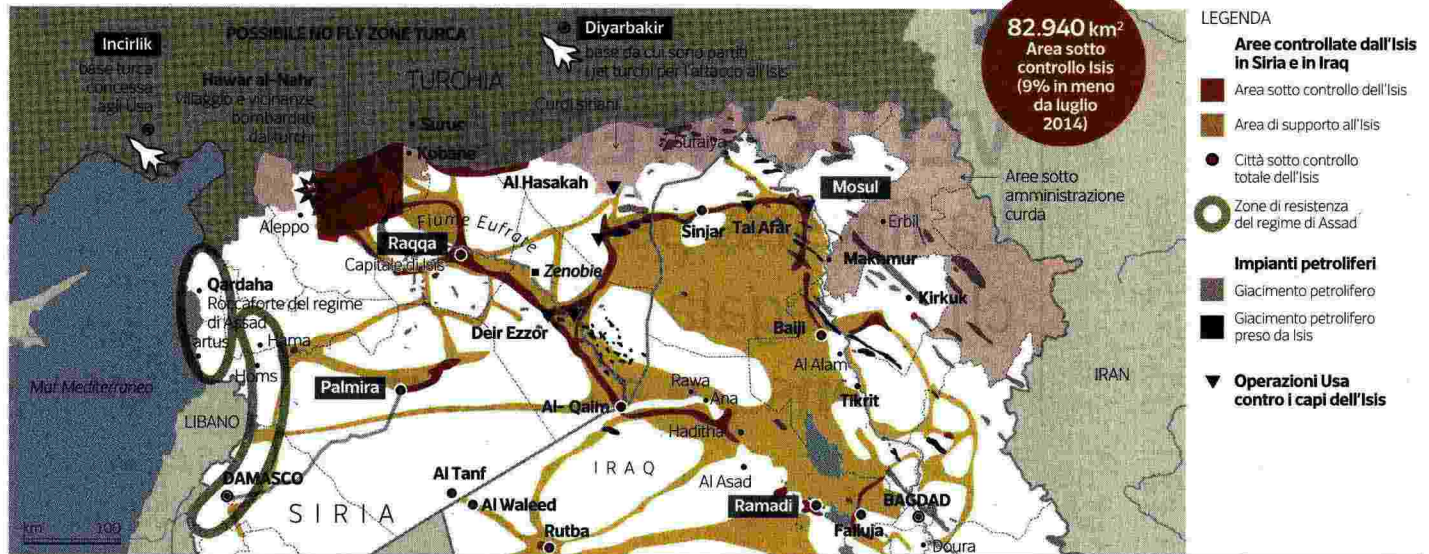 Incirlik
base turca
concessa
agli Usa
POSSIBILE NO FLY ZONE TURCA
Hawar al-Nahr
Villaggio e vicinanze
bombardati
dai turchi
TURCHIA
Diyarbakir
base da cui sono partiti
i jet turchi per l'attacco all'Isis
Curdi siriani
Suruc
Kobane
82.940 km²
Area sotto
controllo Isis
(9% in meno
da luglio
2014)
Sufaiya
Al Hasakah
Mosul
Aree sotto
amministrazione
curda
Erbil
Aleppo
Fiume Eufrate
Raqqa
Capitale di Isis
Sinjar
Tal Afar
Zenobie
Makhmur
Kirkuk
Qardaha
Roccaforte del regime
di Assad
Tartus
Hama
Homs
Deir Ezzor
Baiji
Al Alam
Tikrit
IRAN
Mar Mediterraneo
Palmira
Al- Qaim
Rawa
Ana
Haditha
LIBANO
DAMASCO
SIRIA
Al Tanf
Al Waleed
Rutba
IRAQ
Al Asad
Ramadi
Falluja
BAGDAD
Doura
km 100
LEGENDA
Aree controllate dall'Isis
in Siria e in Iraq
Area sotto controllo dell'Isis
Area di supporto all'Isis
Città sotto controllo
totale dell'Isis
Zone di resistenza
del regime di Assad
Impianti petroliferi
Giacimento petrolifero
Giacimento petrolifero
preso da Isis
Operazioni Usa
contro i capi dell'Isis